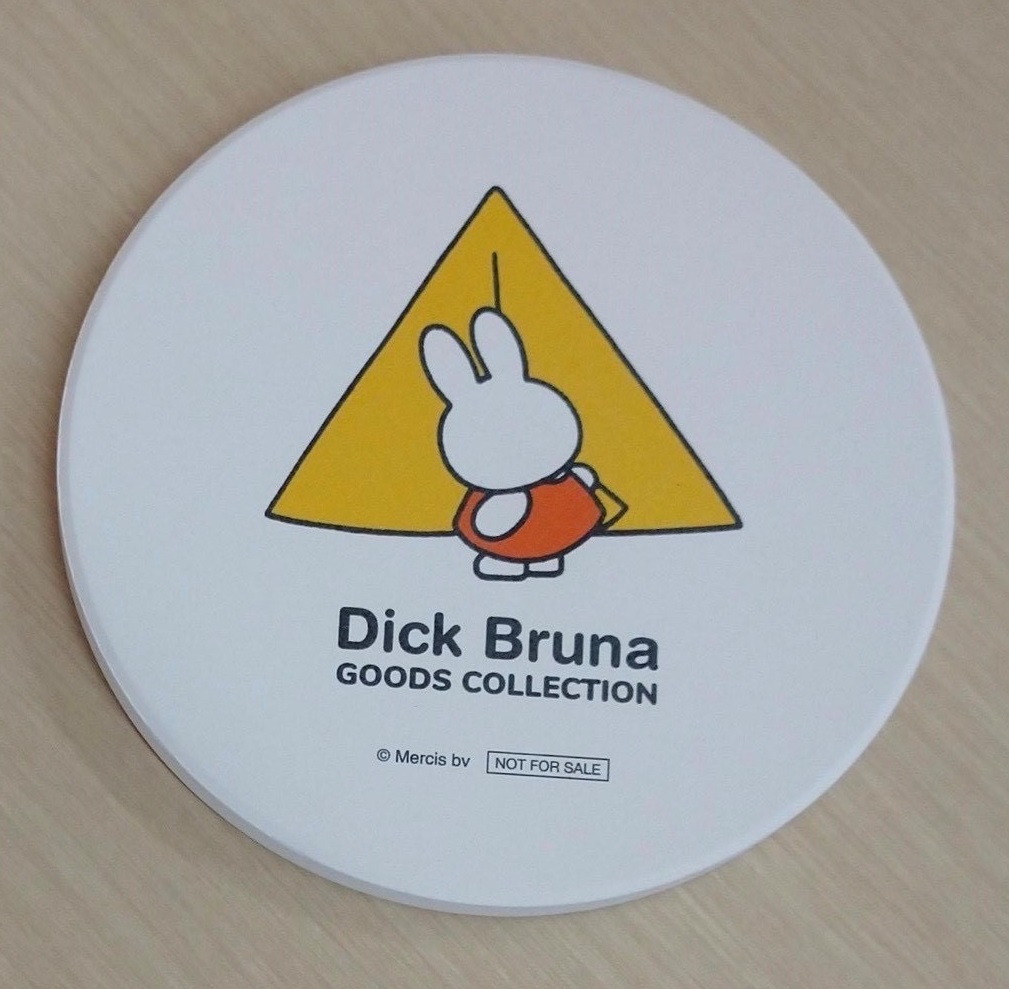 Dick Bruna
GOODS COLLECTION
© Mercis bv NOT FOR SALE